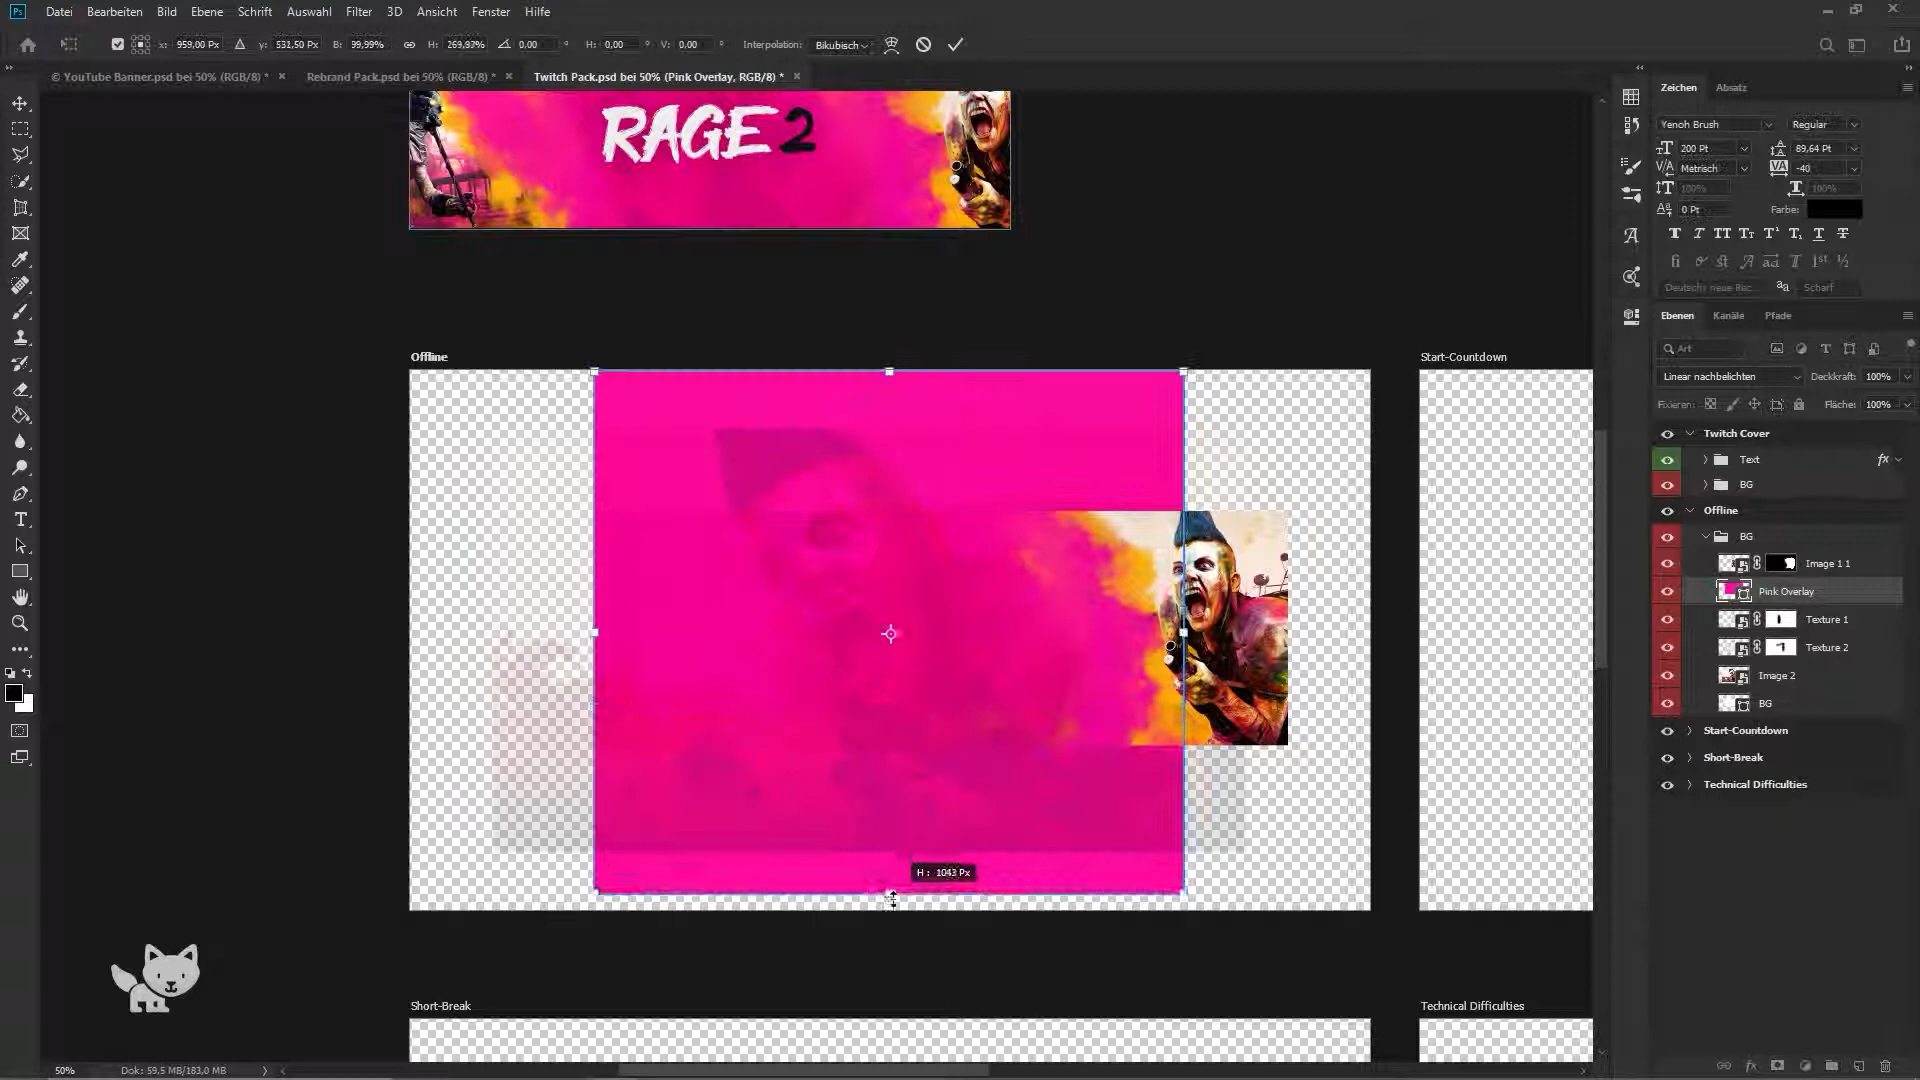 Ps Datei Bearbeiten Bild Ebene Schrift Auswahl Filter 3D Ansicht Fenster Hilfe
x: 959,00 Px y: 531,50 Px B: 99,99% H: 269,83% 0,00 ° H: 0,00 ° V: 0,00 ° Interpolation: Bikubisch
© YouTube Banner.psd bei 50% (RGB/8) * Rebrand Pack.psd bei 50% (RGB/8) * Twitch Pack.psd bei 50% (Pink Overlay, RGB/8) *
Zeichen Absatz
Yenoh Brush Regular
200 Pt 89,64 Pt
Metrisch -40
100% 100%
0 Pt Farbe:
Scharf
RAGE 2
Ebenen Kanäle Pfade
Art
Linear nachbelichten Deckkraft: 100%
Fixieren: Fläche: 100%
Twitch Cover
Text fx
BG
Offline
BG
Image 1 1
Pink Overlay
Texture 1
Texture 2
Image 2
BG
Start-Countdown
Short-Break
Technical Difficulties
Offline
Start-Countdown
H: 1043 Px
Short-Break
Technical Difficulties
50% Dok: 59,5 MB/183,0 MB